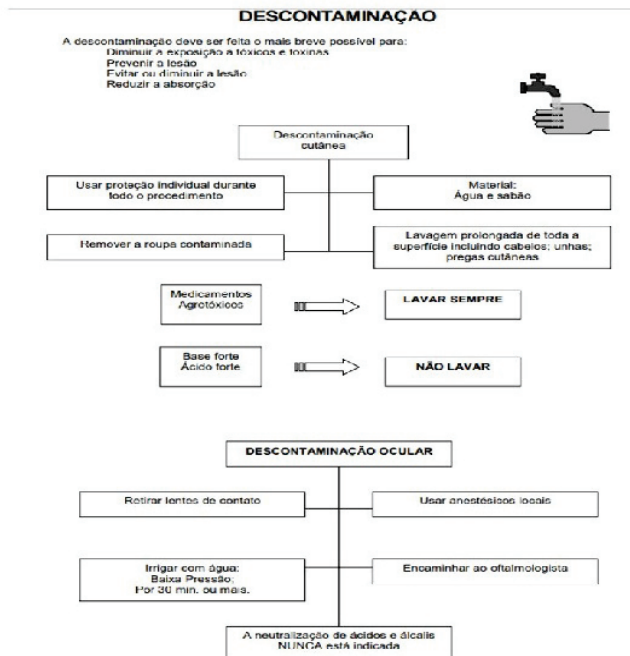 DESCONTAMINAÇÃO
A descontaminação deve ser feita o mais breve possível para:
Diminuir a exposição a tóxicos e toxinas
Prevenir a lesão
Evitar ou diminuir a lesão
Reduzir a absorção
Descontaminação
cutânea
Usar proteção individual durante
todo o procedimento
Material:
Água e sabão
Remover a roupa contaminada
Lavagem prolongada de toda a
superfície incluindo cabelos; unhas;
pregas cutâneas
Medicamentos
Agrotóxicos
LAVAR SEMPRE
Base forte
Ácido forte
NÃO LAVAR
DESCONTAMINAÇÃO OCULAR
Retirar lentes de contato
Usar anestésicos locais
Irrigar com água:
Baixa Pressão;
Por 30 min. ou mais.
Encaminhar ao oftalmologista
A neutralização de ácidos e álcalis
NUNCA está indicada